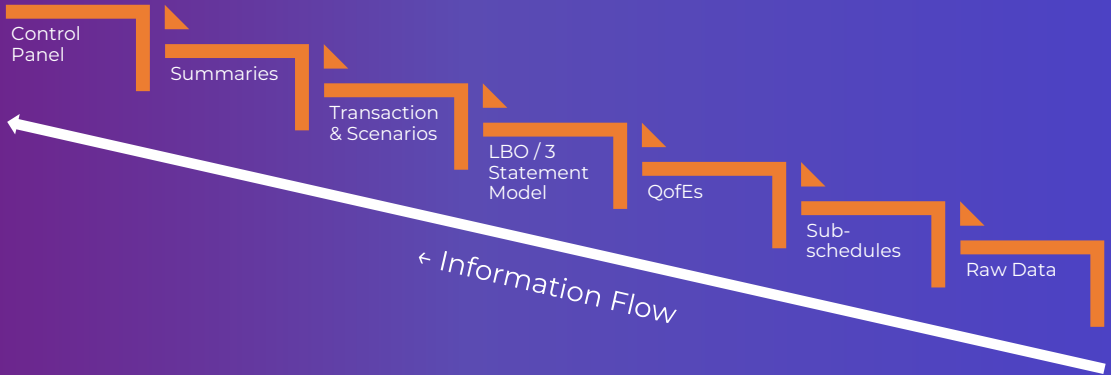 Control
Panel
Summaries
Transaction
& Scenarios
LBO / 3
Statement
Model
QofEs
Sub-
schedules
Raw Data
← Information Flow